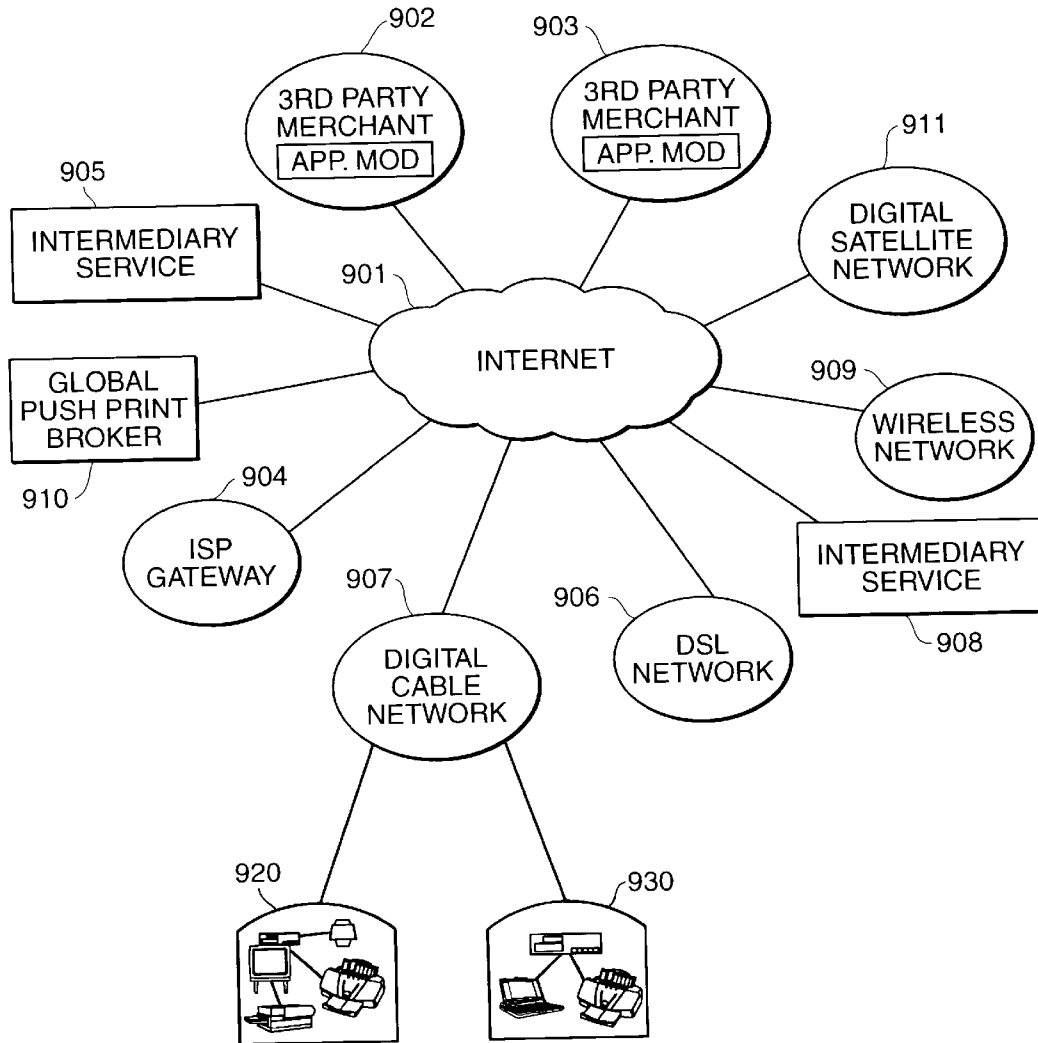 902
903
3RD PARTY
MERCHANT
APP. MOD
3RD PARTY
MERCHANT
APP. MOD
911
905
DIGITAL
SATELLITE
NETWORK
INTERMEDIARY
SERVICE
901
INTERNET
GLOBAL
PUSH PRINT
BROKER
909
WIRELESS
NETWORK
910
904
ISP
GATEWAY
907
906
INTERMEDIARY
SERVICE
908
DIGITAL
CABLE
NETWORK
DSL
NETWORK
920
930